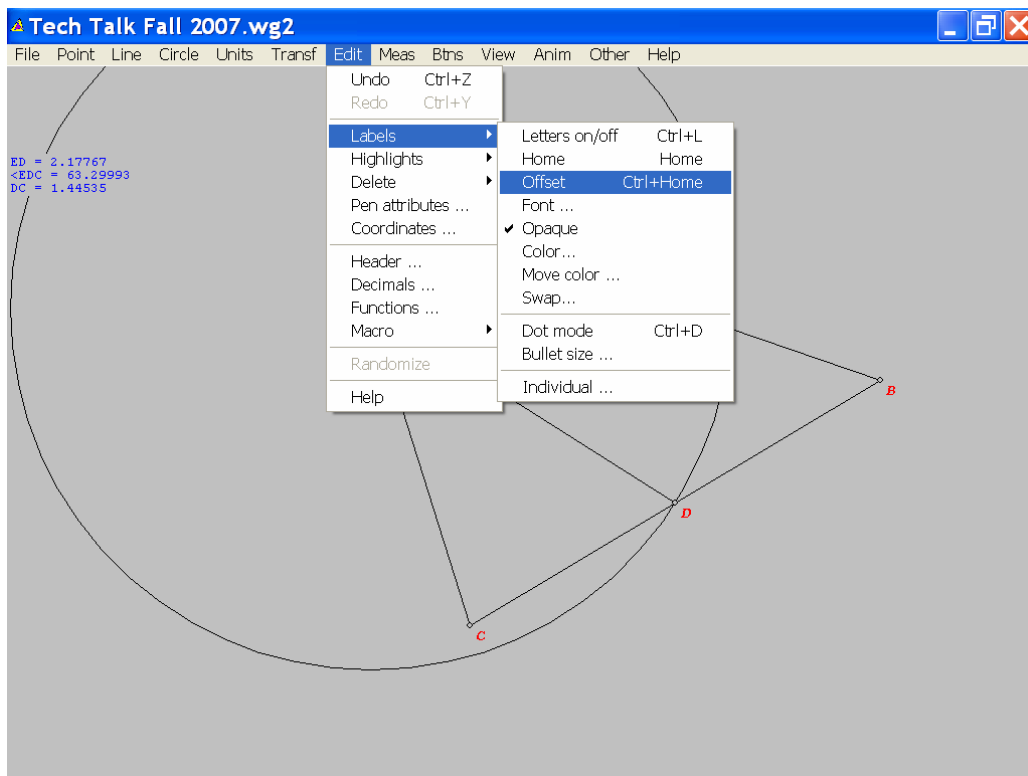 Tech Talk Fall 2007.wg2
File Point Line Circle Units Transf Edit Meas Btns View Anim Other Help
Undo Ctrl+Z
Redo Ctrl+Y
Labels
Highlights
Delete
Pen attributes ...
Coordinates ...
Header ...
Decimals ...
Functions ...
Macro
Randomize
Help
Letters on/off Ctrl+L
Home Home
Offset Ctrl+Home
Font ...
Opaque
Color...
Move color ...
Swap...
Dot mode Ctrl+D
Bullet size ...
Individual ...
ED = 2.17767
<EDC = 63.29993
DC = 1.44535
B
D
C